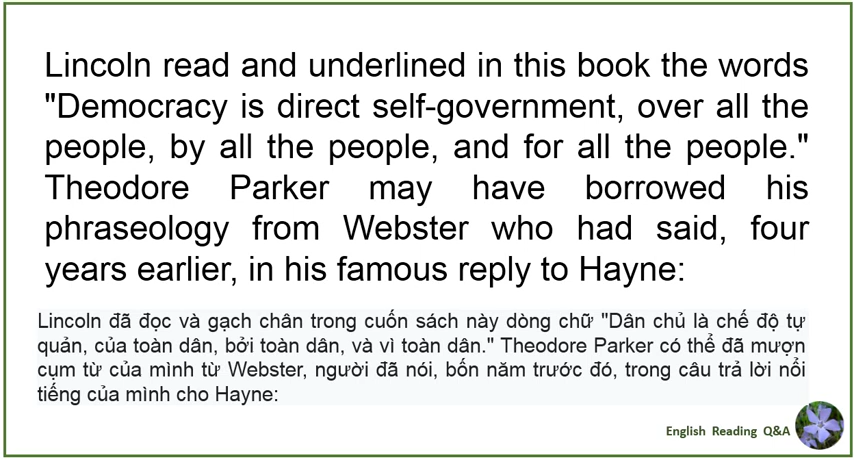 Lincoln read and underlined in this book the words
"Democracy is direct self-government, over all the
people, by all the people, and for all the people."
Theodore Parker may have borrowed his
phraseology from Webster who had said, four
years earlier, in his famous reply to Hayne:
Lincoln đã đọc và gạch chân trong cuốn sách này dòng chữ "Dân chủ là chế độ tự
quản, của toàn dân, bởi toàn dân, và vì toàn dân." Theodore Parker có thể đã mượn
cụm từ của mình từ Webster, người đã nói, bốn năm trước đó, trong câu trả lời nổi
tiếng của mình cho Hayne:
English Reading Q&A